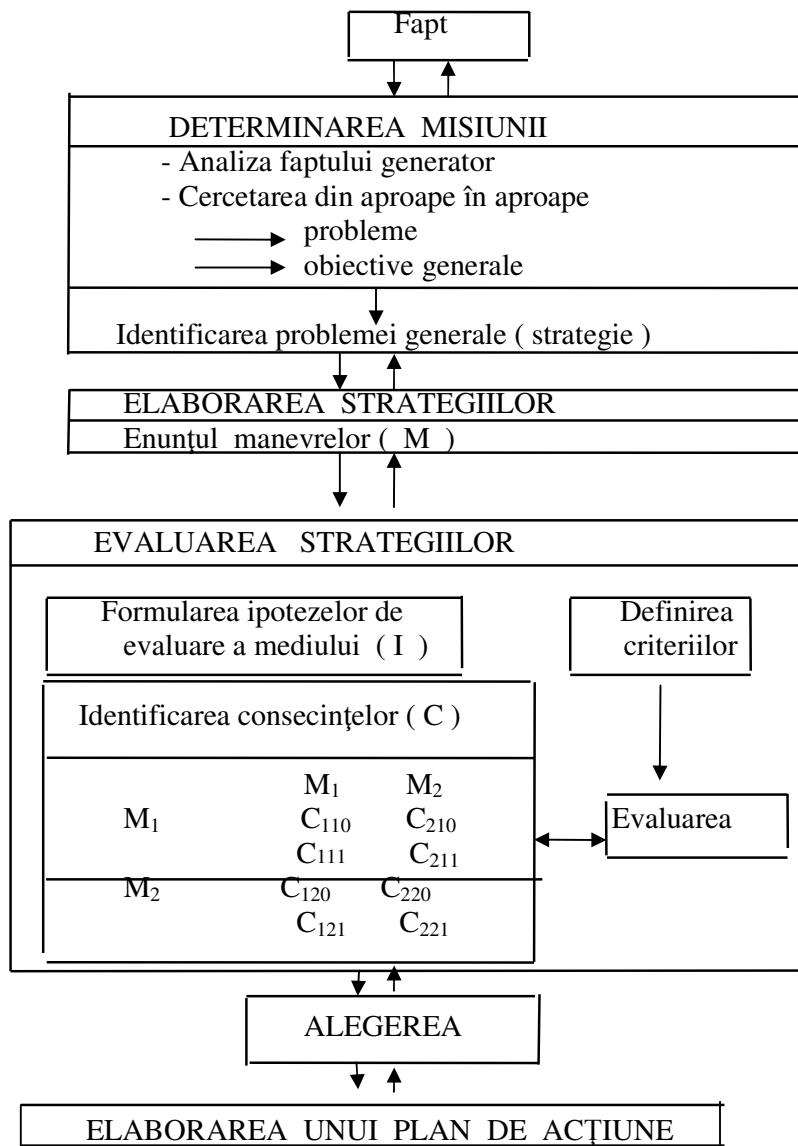 Fapt
DETERMINAREA MISIUNII
- Analiza faptului generator
- Cercetarea din aproape în aproape
probleme
obiective generale
Identificarea problemei generale ( strategie )
ELABORAREA STRATEGIILOR
Enunţul manevrelor ( M )
EVALUAREA STRATEGIILOR
Formularea ipotezelor de
evaluare a mediului ( I )
Definirea
criteriilor
Identificarea consecinţelor ( C )
M₁ M₂
M₁ C₁₁₀ C₂₁₀
C₁₁₁ C₂₁₁
Evaluarea
M₂ C₁₂₀ C₂₂₀
C₁₂₁ C₂₂₁
ALEGEREA
ELABORAREA UNUI PLAN DE ACŢIUNE